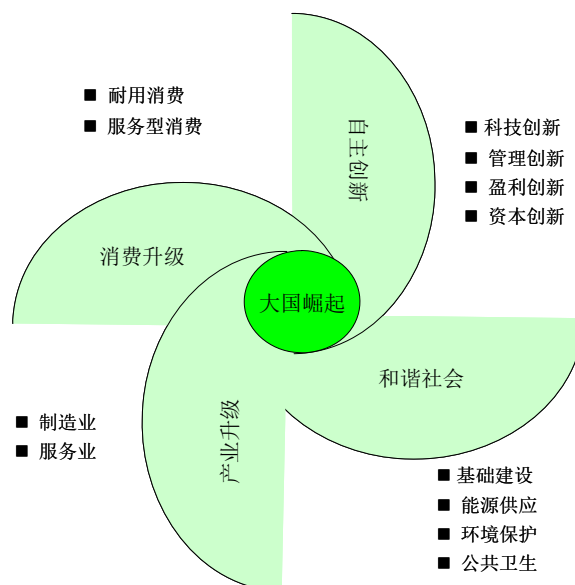 ■ 耐用消费
■ 服务型消费
自主创新
■ 科技创新
■ 管理创新
■ 盈利创新
■ 资本创新
消费升级
大国崛起
和谐社会
■ 制造业
■ 服务业
产业升级
■ 基础建设
■ 能源供应
■ 环境保护
■ 公共卫生